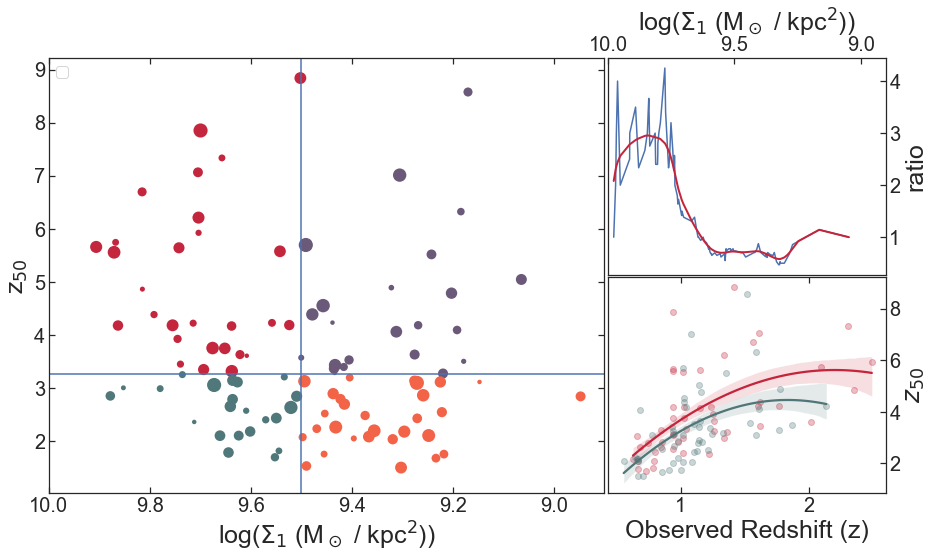 log(Σ₁ (M⊙ / kpc²))
10.0 9.5 9.0
9
8
7
6
5
4
3
2
z₅₀
10.0 9.8 9.6 9.4 9.2 9.0
log(Σ₁ (M⊙ / kpc²))
4
3
2
1
ratio
8
6
4
2
z₅₀
1 2
Observed Redshift (z)